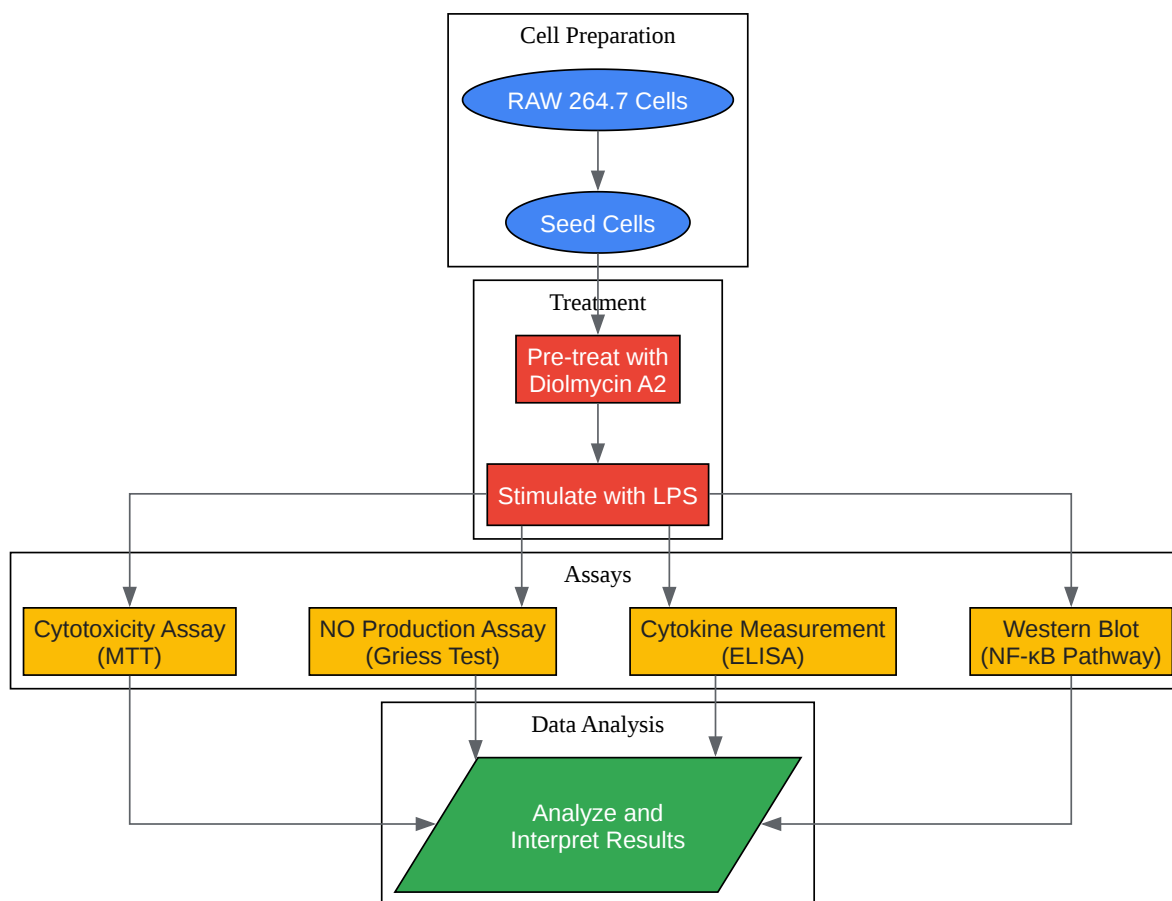 Cell Preparation
RAW 264.7 Cells
Seed Cells
Treatment
Pre-treat with
Diolmycin A2
Stimulate with LPS
Assays
Cytotoxicity Assay
(MTT)
NO Production Assay
(Griess Test)
Cytokine Measurement
(ELISA)
Western Blot
(NF-κB Pathway)
Data Analysis
Analyze and
Interpret Results